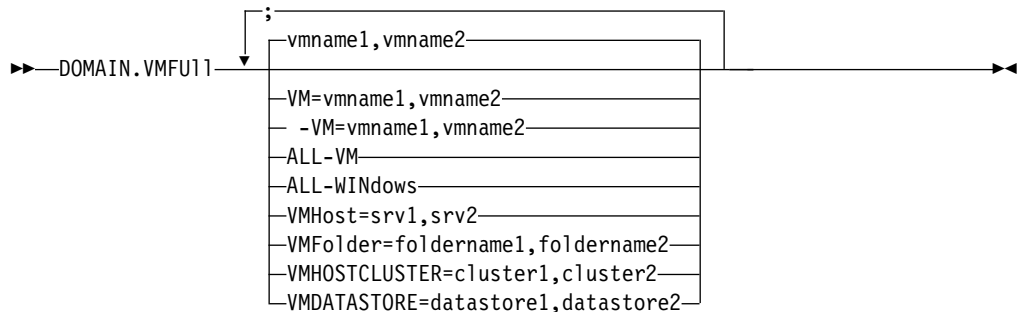 ;
vmname1,vmname2
DOMAIN.VMFUll
VM=vmname1,vmname2
-VM=vmname1,vmname2
ALL-VM
ALL-WINdows
VMHost=srv1,srv2
VMFolder=foldername1,foldername2
VMHOSTCLUSTER=cluster1,cluster2
VMDATASTORE=datastore1,datastore2